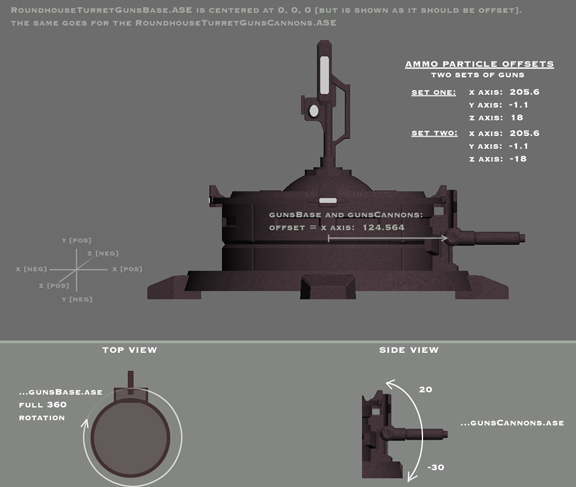 RoundhouseTurretGunsBase.ASE is centered at 0, 0, 0 [but is shown as it should be offset].
the same goes for the RoundhouseTurretGunsCannons.ASE
Ammo Particle Offsets
two sets of guns
set one: x axis: 205.6
y axis: -1.1
z axis: 18
set two: x axis: 205.6
y axis: -1.1
z axis: -18
gunsBase and gunsCannons:
offset = x axis: 124.564
Y [pos]
Z [neg]
X [neg]
X [pos]
Z [pos]
Y [neg]
Top View
...gunsBase.ase
full 360
rotation
Side View
20
...gunsCannons.ase
-30